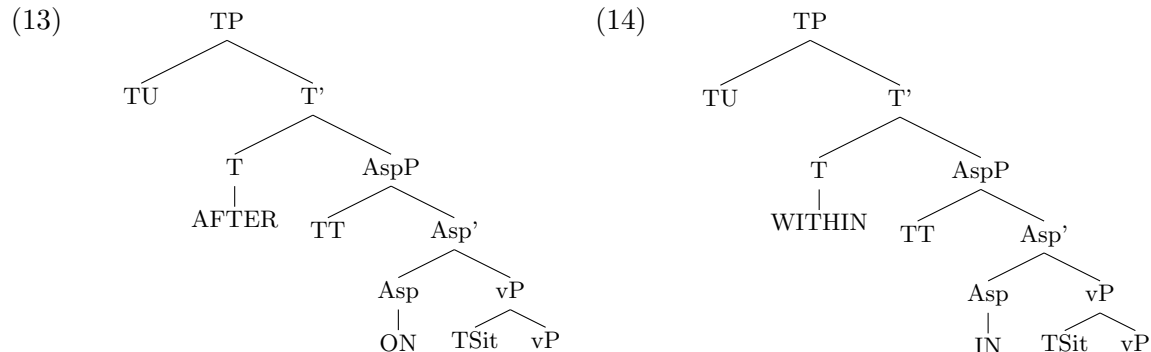 (13) TP (14) TP
TU T’ TU T’
T AspP T AspP
AFTER TT Asp’ WITHIN TT Asp’
Asp vP Asp vP
ON TSit vP IN TSit vP